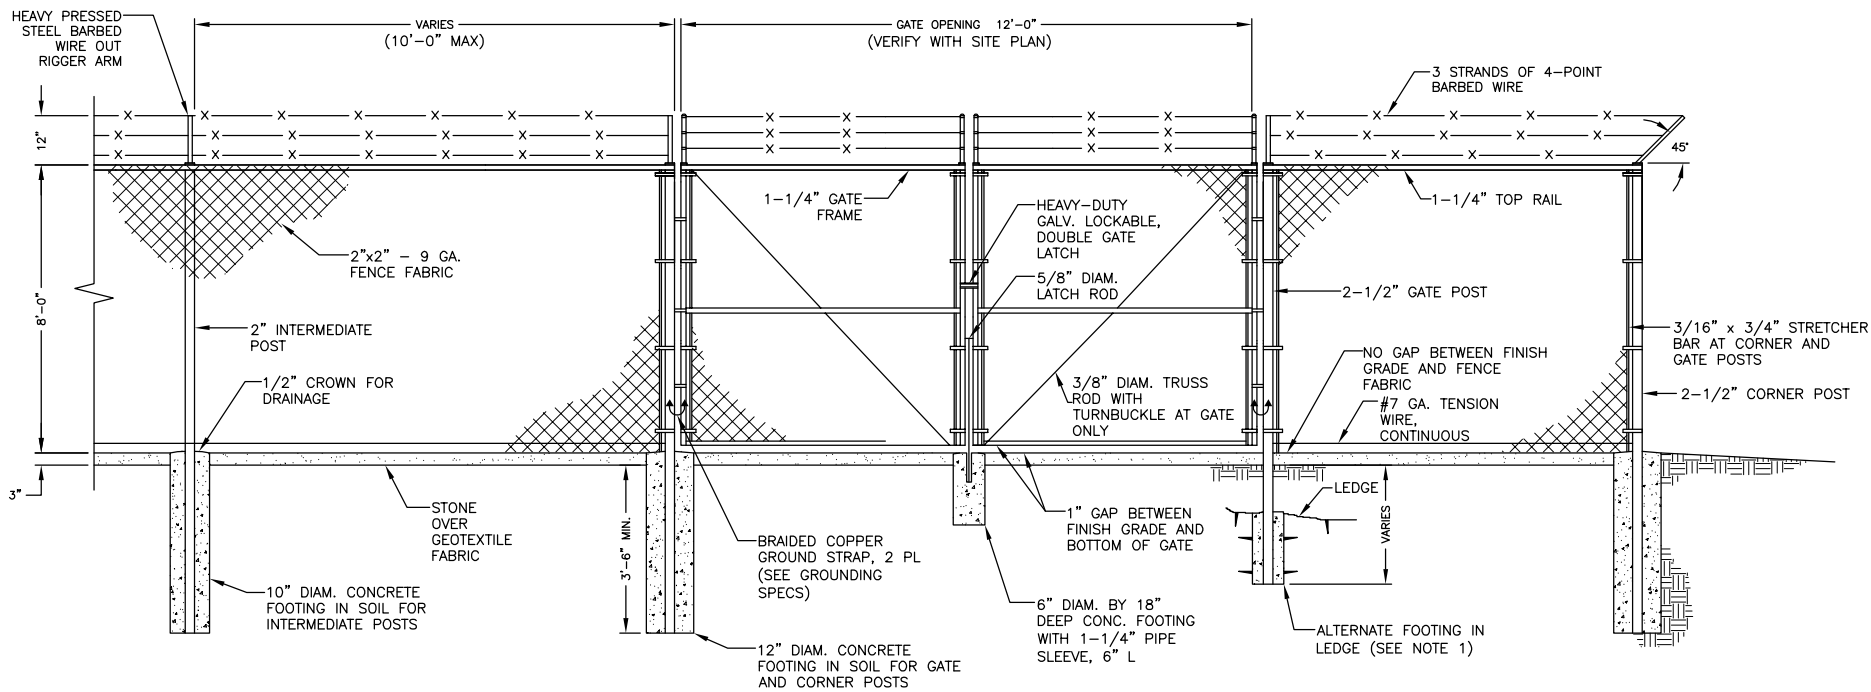 HEAVY PRESSED
STEEL BARBED
WIRE OUT
RIGGER ARM
VARIES
(10'-0" MAX)
GATE OPENING 12'-0"
(VERIFY WITH SITE PLAN)
3 STRANDS OF 4-POINT
BARBED WIRE
12"
45°
8'-0"
3"
1-1/4" GATE
FRAME
HEAVY-DUTY
GALV. LOCKABLE,
DOUBLE GATE
LATCH
1-1/4" TOP RAIL
2"x2" - 9 GA.
FENCE FABRIC
5/8" DIAM.
LATCH ROD
2-1/2" GATE POST
2" INTERMEDIATE
POST
3/16" x 3/4" STRETCHER
BAR AT CORNER AND
GATE POSTS
NO GAP BETWEEN FINISH
GRADE AND FENCE
FABRIC
1/2" CROWN FOR
DRAINAGE
3/8" DIAM. TRUSS
ROD WITH
TURNBUCKLE AT GATE
ONLY
2-1/2" CORNER POST
#7 GA. TENSION
WIRE,
CONTINUOUS
STONE
OVER
GEOTEXTILE
FABRIC
3'-6" MIN.
BRAIDED COPPER
GROUND STRAP, 2 PL
(SEE GROUNDING
SPECS)
1" GAP BETWEEN
FINISH GRADE AND
BOTTOM OF GATE
LEDGE
VARIES
10" DIAM. CONCRETE
FOOTING IN SOIL FOR
INTERMEDIATE POSTS
6" DIAM. BY 18"
DEEP CONC. FOOTING
WITH 1-1/4" PIPE
SLEEVE, 6" L
ALTERNATE FOOTING IN
LEDGE (SEE NOTE 1)
12" DIAM. CONCRETE
FOOTING IN SOIL FOR GATE
AND CORNER POSTS